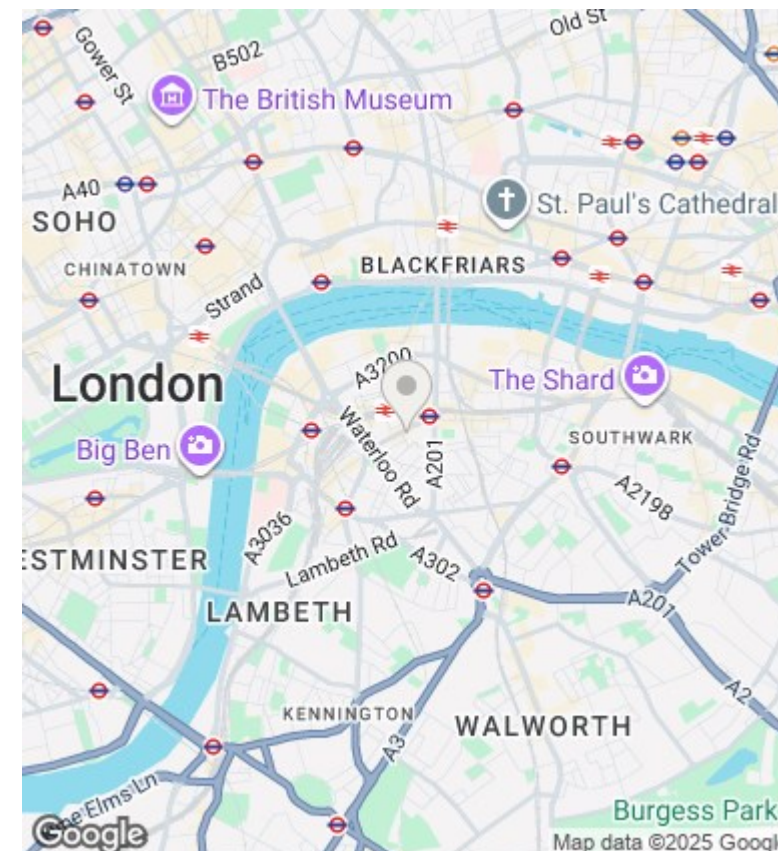 Old St
Gower St
B502
The British Museum
A40
SOHO
St. Paul's Cathedral
CHINATOWN
BLACKFRIARS
Strand
A3200
London
The Shard
Big Ben
Waterloo Rd
A201
SOUTHWARK
A2198
Tower Bridge Rd
A3036
ESTMINSTER
Lambeth Rd
A302
LAMBETH
A201
A2
KENNINGTON
WALWORTH
A3
ne Elms Ln
Burgess Park
Google
Map data ©2025 Googl